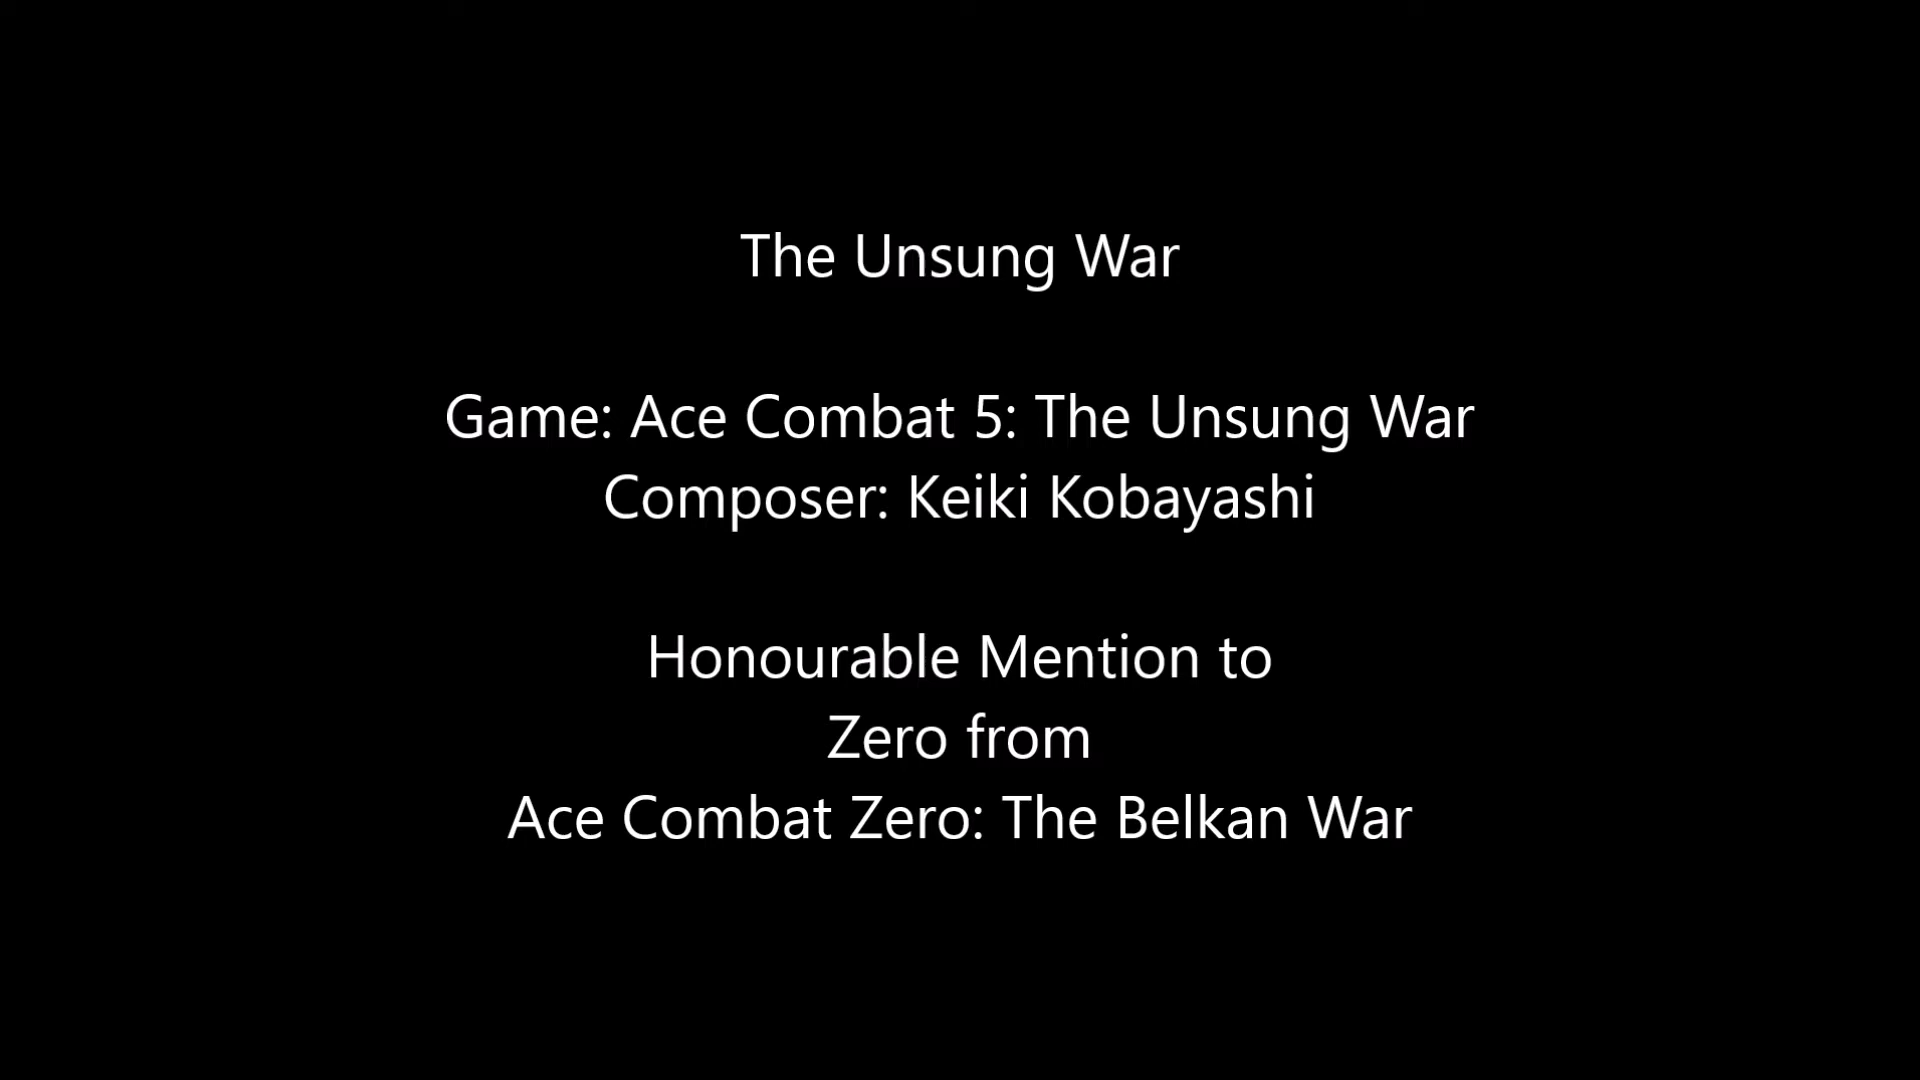 The Unsung War
Game: Ace Combat 5: The Unsung War
Composer: Keiki Kobayashi
Honourable Mention to
Zero from
Ace Combat Zero: The Belkan War